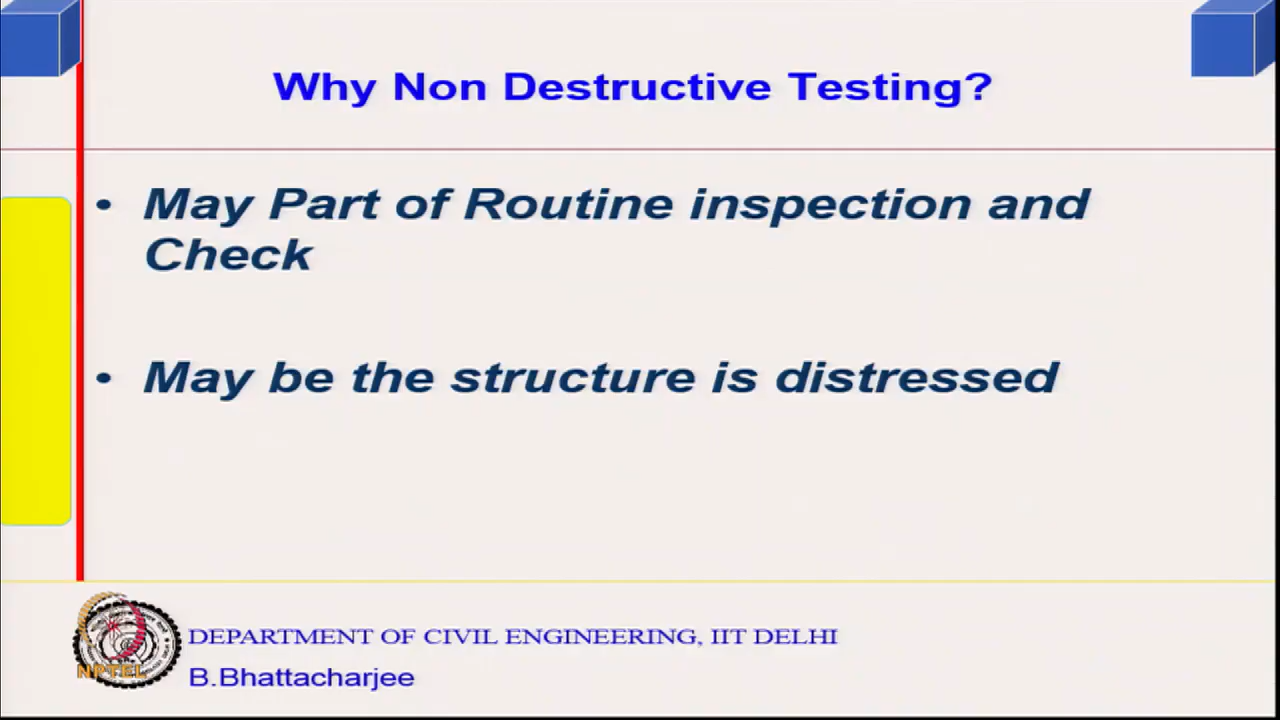 Why Non Destructive Testing?
• May Part of Routine inspection and
Check
• May be the structure is distressed
DEPARTMENT OF CIVIL ENGINEERING, IIT DELHI
NPTEL
B.Bhattacharjee